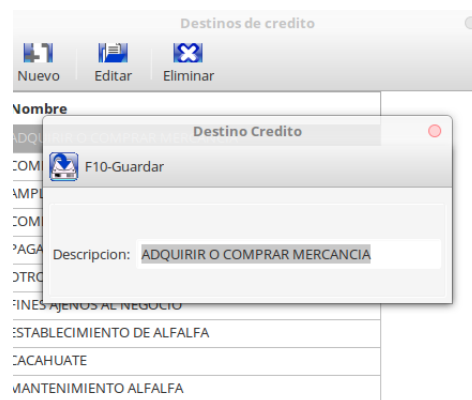 Destinos de credito
Nuevo Editar Eliminar
Nombre
Destino Credito
F10-Guardar
Descripcion: ADQUIRIR O COMPRAR MERCANCIA
FINES AJENOS AL NEGOCIO
ESTABLECIMIENTO DE ALFALFA
CACAHUATE
MANTENIMIENTO ALFALFA